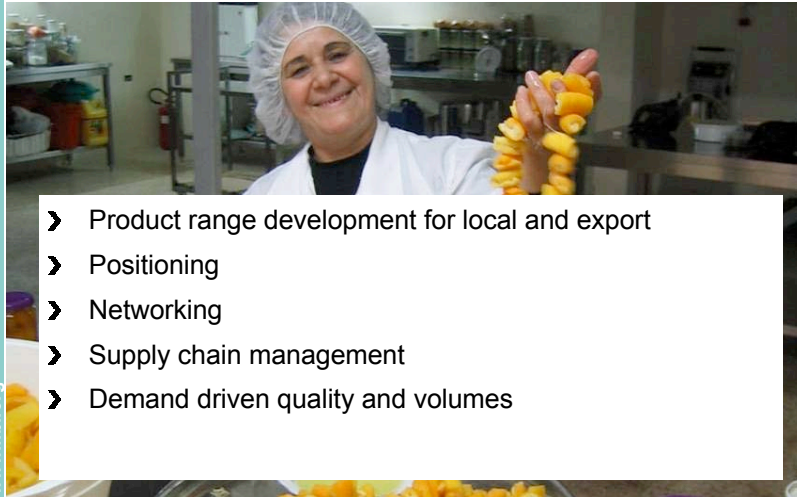 Product range development for local and export
Positioning
Networking
Supply chain management
Demand driven quality and volumes